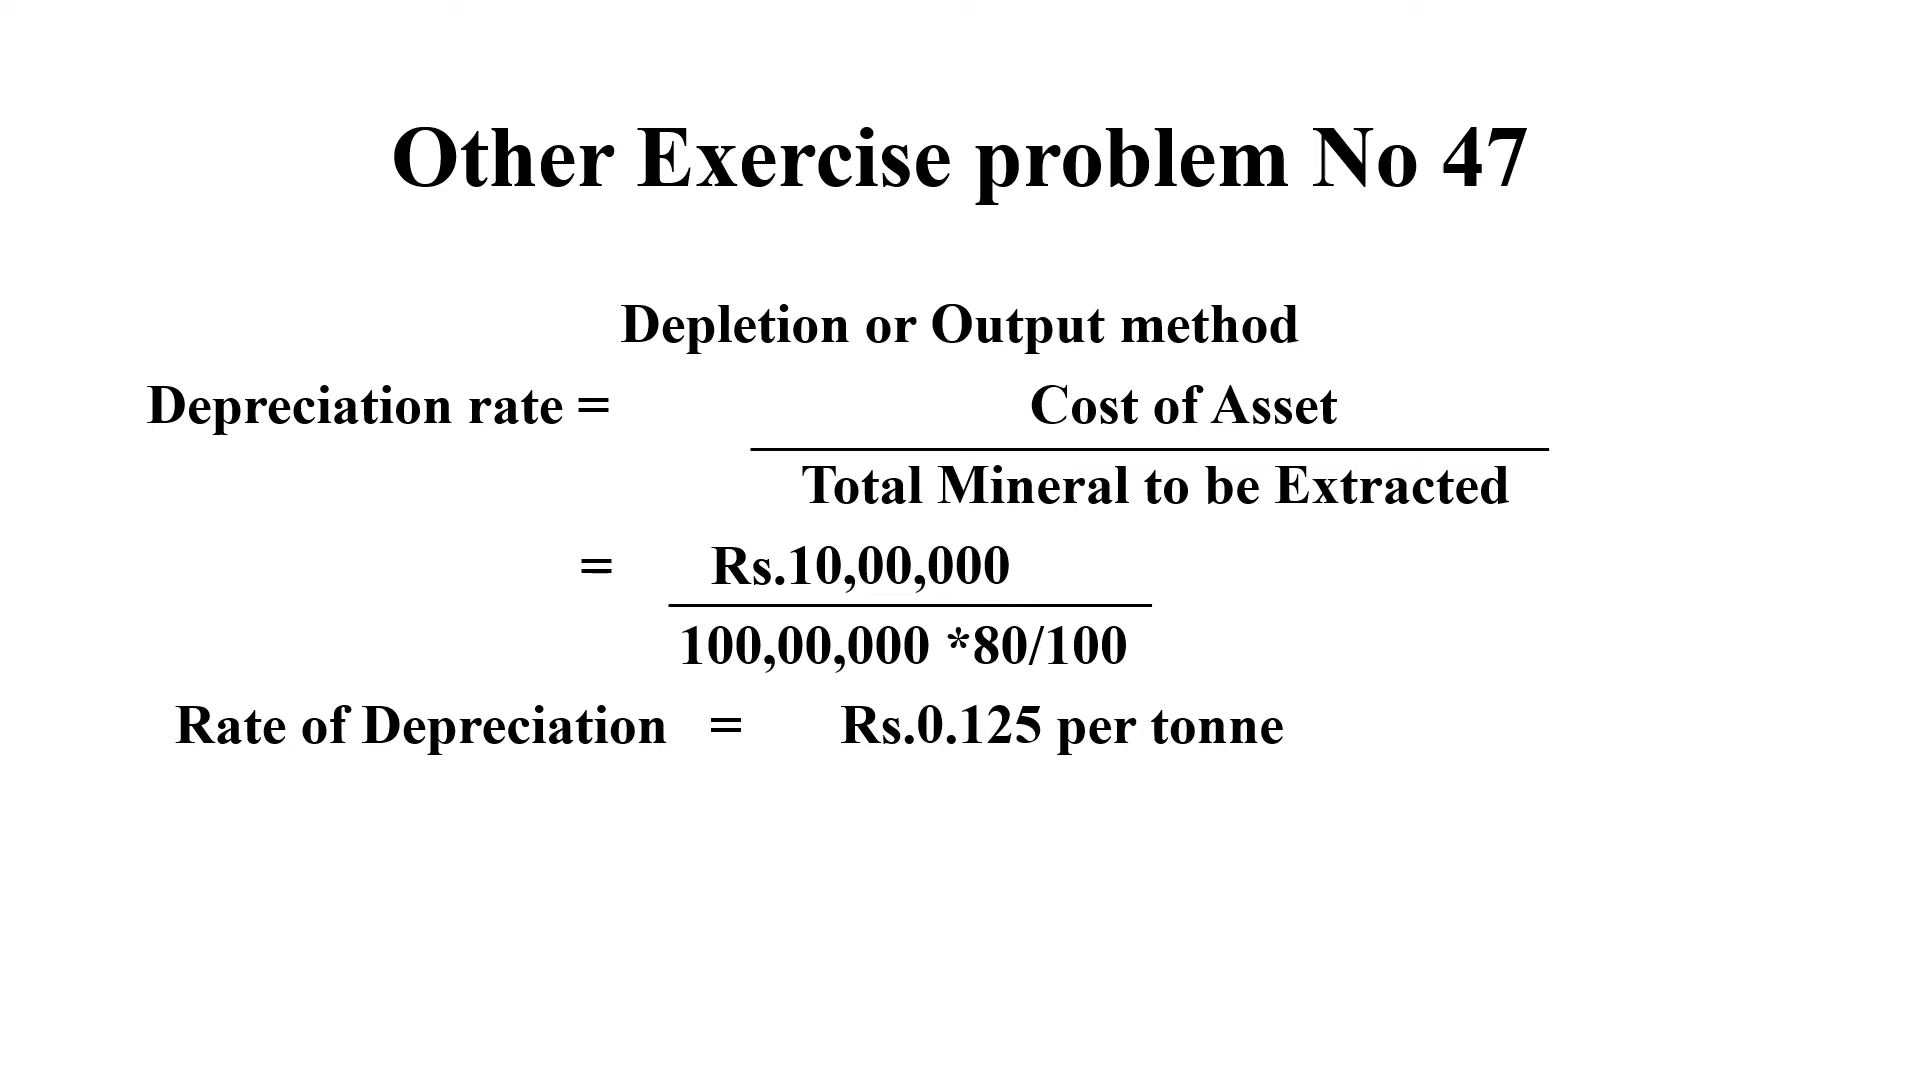 Other Exercise problem No 47
Depletion or Output method
Depreciation rate = Cost of Asset
Total Mineral to be Extracted
= Rs.10,00,000
100,00,000 *80/100
Rate of Depreciation = Rs.0.125 per tonne